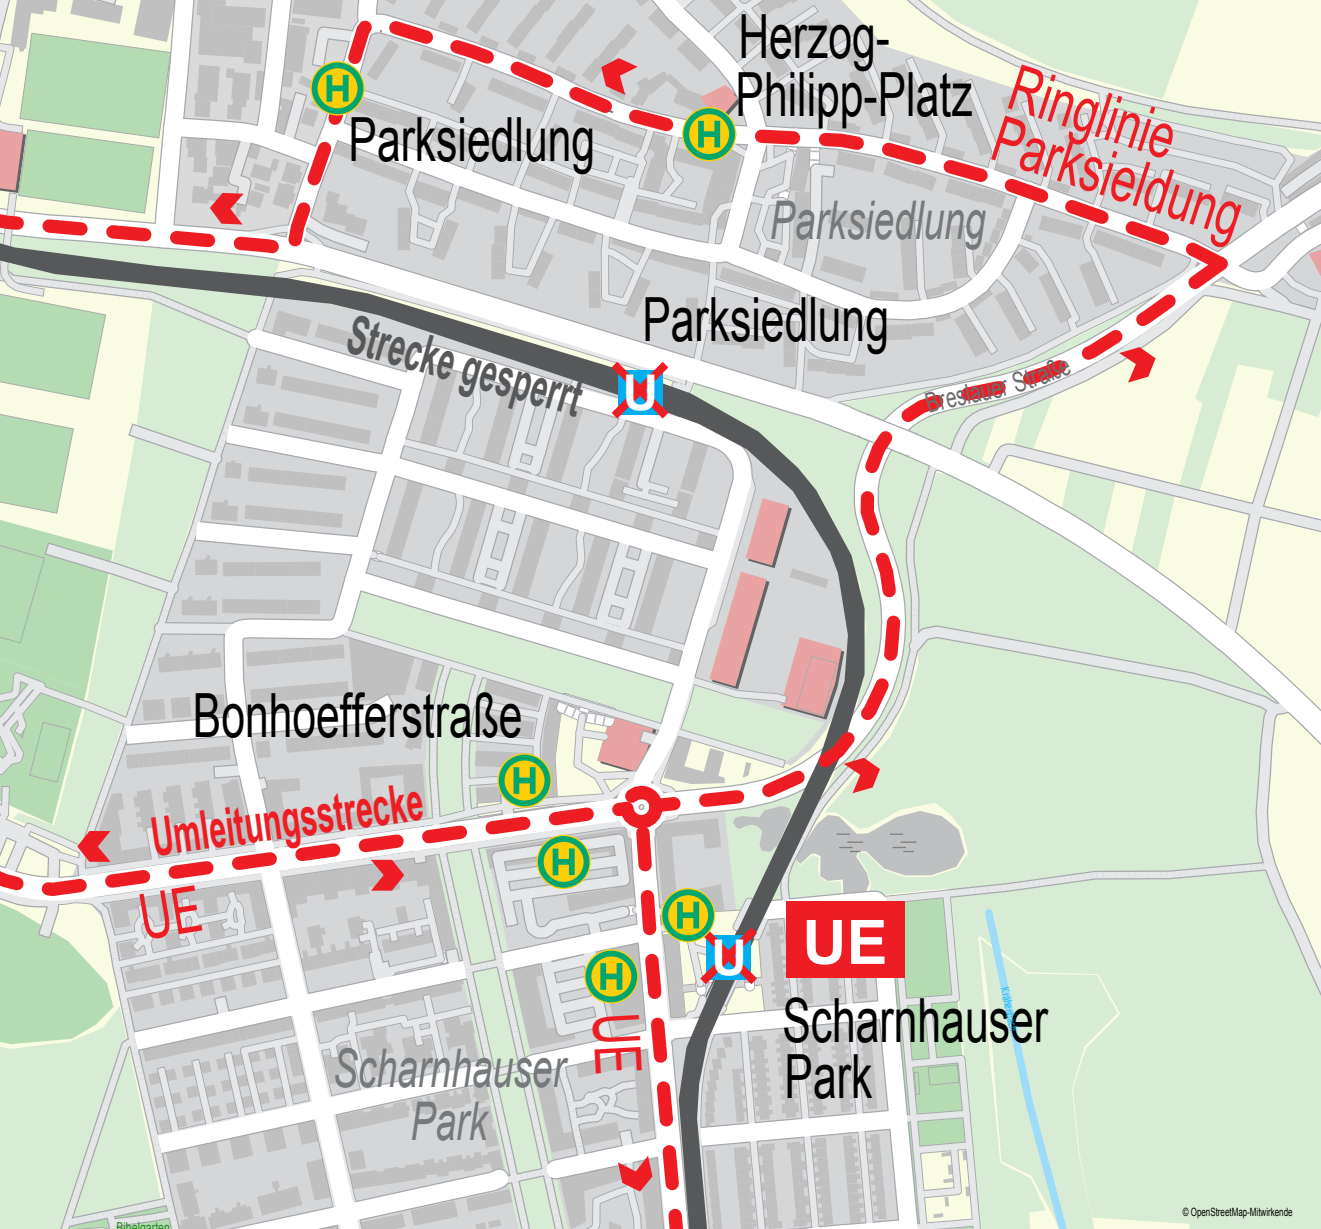 Herzog-
Philipp-Platz
H
H
Parksiedlung
Ringlinie
Parksieldung
Parksiedlung
Parksiedlung
Strecke gesperrt
U
Breslauer Straße
Bonhoefferstraße
H
Umleitungsstrecke
H
UE
H
U
UE
H
UE
Scharnhauser
Park
Scharnhauser
Park
© OpenStreetMap-Mitwirkende
Bibelgarten